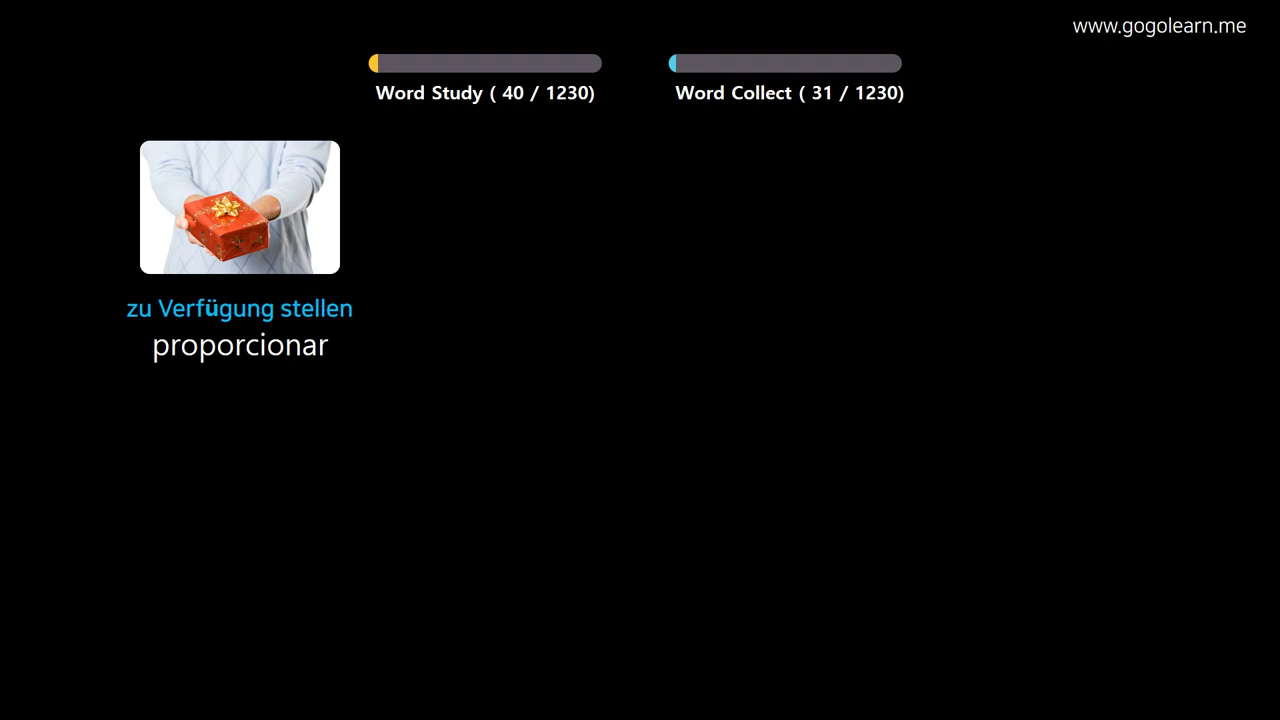 www.gogolearn.me
Word Study ( 40 / 1230)
Word Collect ( 31 / 1230)
zu Verfügung stellen
proporcionar